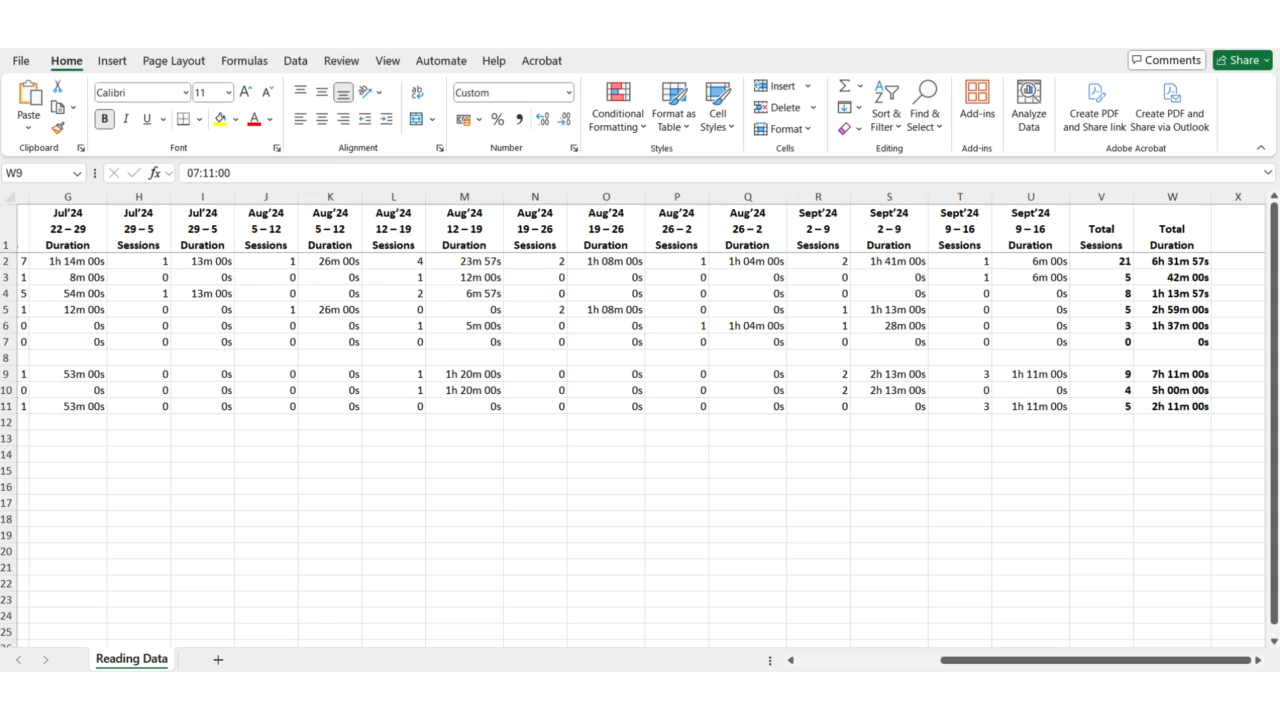 File Home Insert Page Layout Formulas Data Review View Automate Help Acrobat Comments Share
Paste Calibri 11 A A Custom Conditional Format as Cell Insert Σ Sort & Find & Add-ins Analyze Create PDF Create PDF and
B I U A % , Formatting Table Styles Delete Filter Select Data and Share link Share via Outlook
Format
Clipboard Font Alignment Number Styles Cells Editing Add-ins Adobe Acrobat
W9 fx 07:11:00
G H I J K L M N O P Q R S T U V W X
Jul’24 Jul’24 Jul’24 Aug’24 Aug’24 Aug’24 Aug’24 Aug’24 Aug’24 Aug’24 Aug’24 Sept’24 Sept’24 Sept’24 Sept’24
22 – 29 29 – 5 29 – 5 5 – 12 5 – 12 12 – 19 12 – 19 19 – 26 19 – 26 26 – 2 26 – 2 2 – 9 2 – 9 9 – 16 9 – 16 Total Total
1 Duration Sessions Duration Sessions Duration Sessions Duration Sessions Duration Sessions Duration Sessions Duration Sessions Duration Sessions Duration
2 7 1h 14m 00s 1 13m 00s 1 26m 00s 4 23m 57s 2 1h 08m 00s 1 1h 04m 00s 2 1h 41m 00s 1 6m 00s 21 6h 31m 57s
3 1 8m 00s 0 0s 0 0s 1 12m 00s 0 0s 0 0s 0 0s 1 6m 00s 5 42m 00s
4 5 54m 00s 1 13m 00s 0 0s 2 6m 57s 0 0s 0 0s 0 0s 0 0s 8 1h 13m 57s
5 1 12m 00s 0 0s 1 26m 00s 0 0s 2 1h 08m 00s 0 0s 1 1h 13m 00s 0 0s 5 2h 59m 00s
6 0 0s 0 0s 0 0s 1 5m 00s 0 0s 1 1h 04m 00s 1 28m 00s 0 0s 3 1h 37m 00s
7 0 0s 0 0s 0 0s 0 0s 0 0s 0 0s 0 0s 0 0s 0 0s
8
9 1 53m 00s 0 0s 0 0s 1 1h 20m 00s 0 0s 0 0s 2 2h 13m 00s 3 1h 11m 00s 9 7h 11m 00s
10 0 0s 0 0s 0 0s 1 1h 20m 00s 0 0s 0 0s 2 2h 13m 00s 0 0s 4 5h 00m 00s
11 1 53m 00s 0 0s 0 0s 0 0s 0 0s 0 0s 0 0s 3 1h 11m 00s 5 2h 11m 00s
12
13
14
15
16
17
18
19
20
21
22
23
24
25
Reading Data